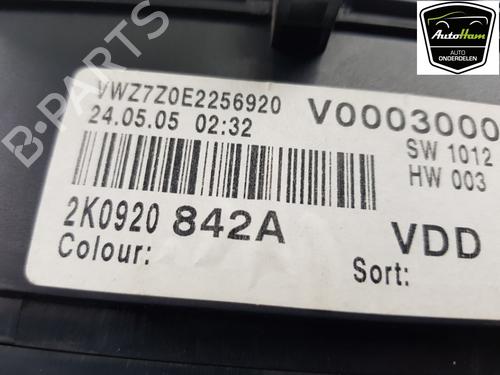 AutoHam
AUTO
ONDERDELEN
B-PARTS
VWZ7Z0E2256920
V0003000
24.05.05 02:32
SW 1012
HW 003
2K0920 842A
VDD
Colour:
Sort: